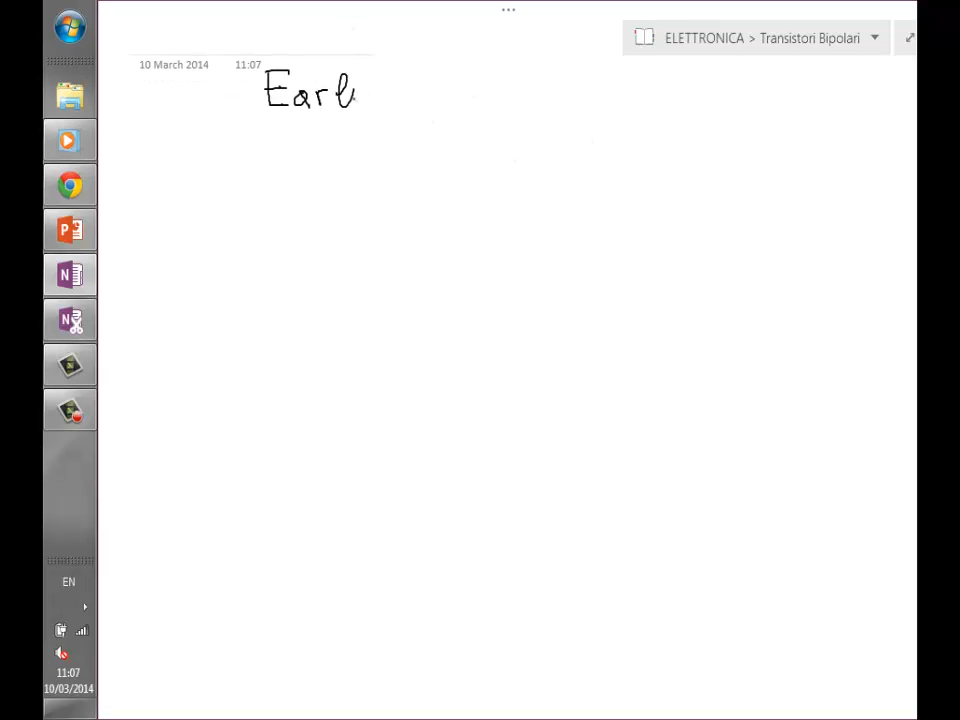 ELETTRONICA > Transistori Bipolari
10 March 2014 11:07
Earl
EN
11:07
10/03/2014